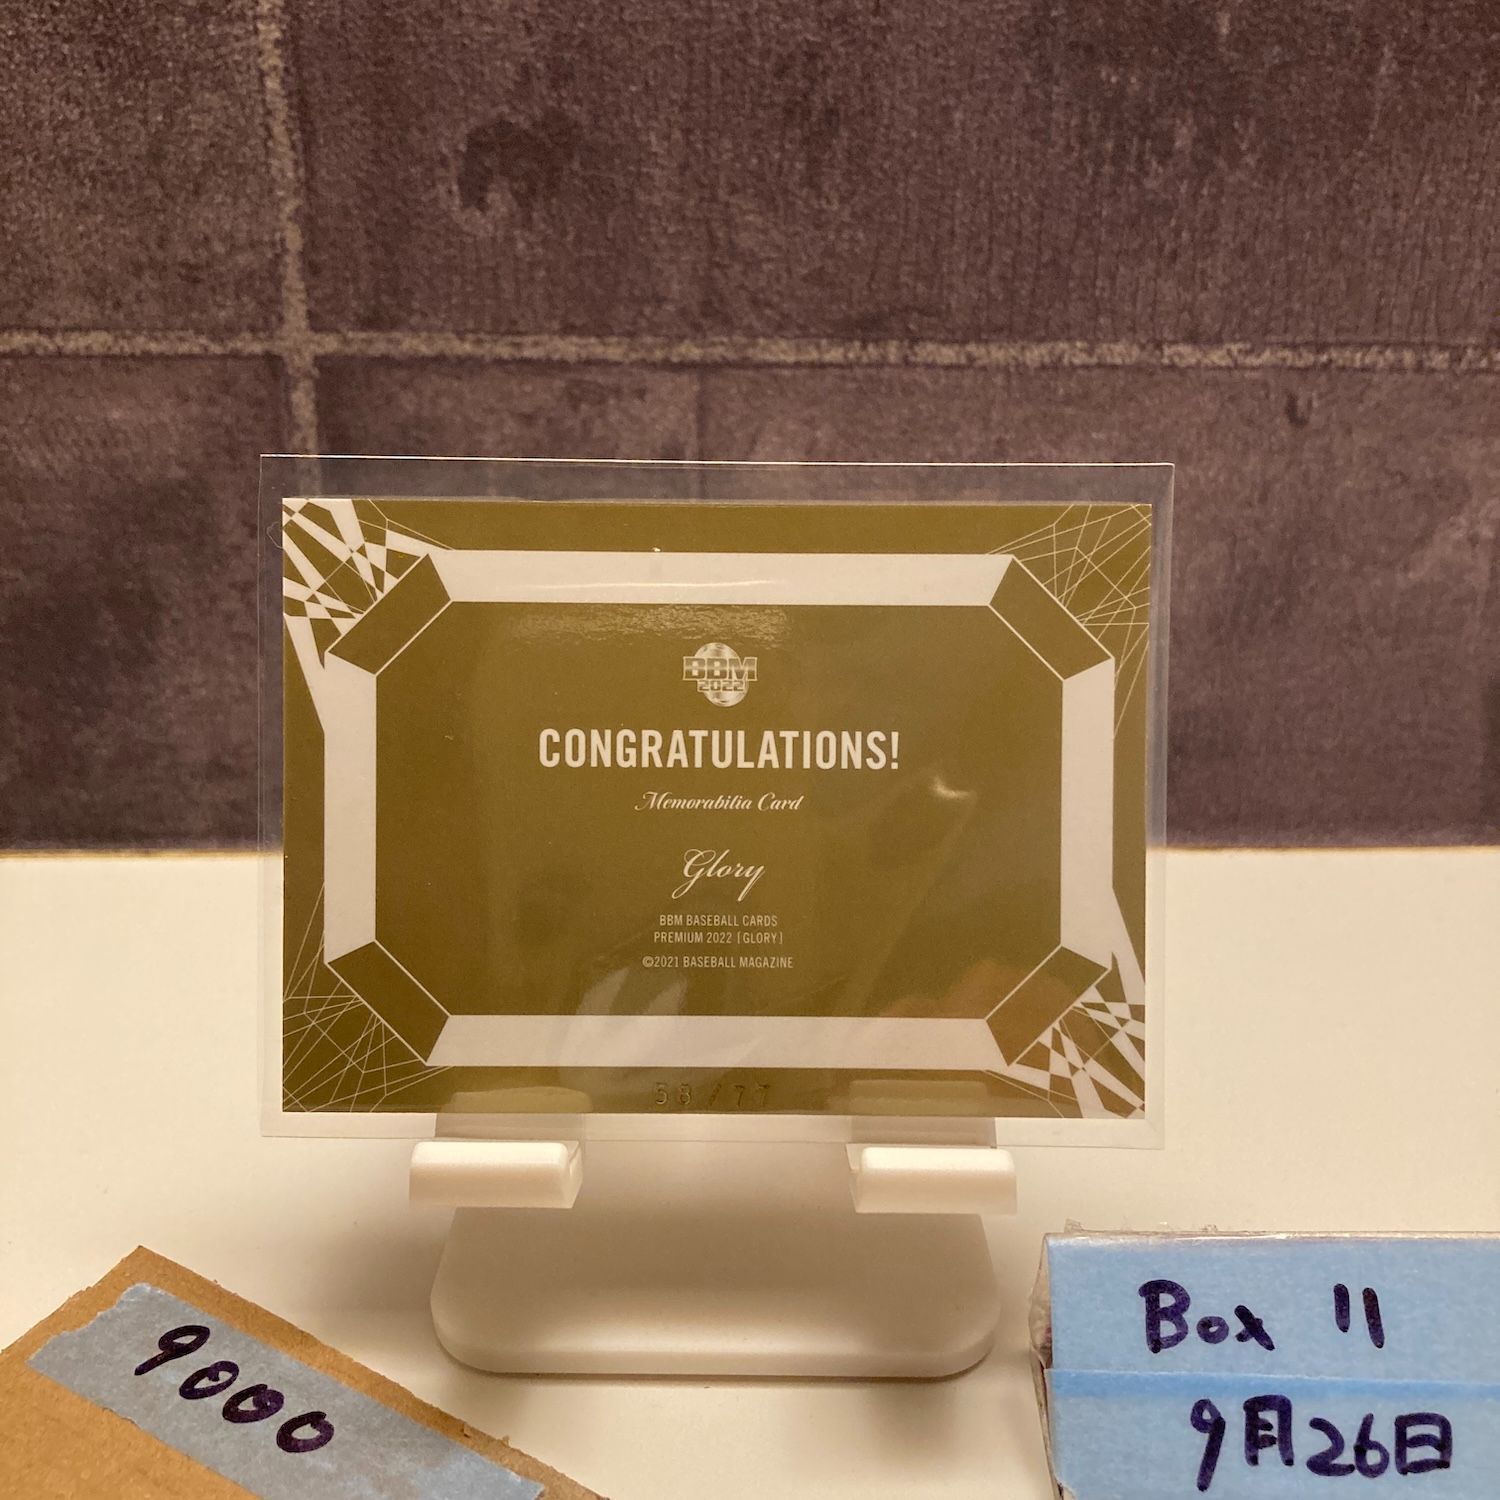 BBM
2022
CONGRATULATIONS!
Memorabilia Card
Glory
BBM BASEBALL CARDS
PREMIUM 2022 [GLORY]
©2021 BASEBALL MAGAZINE
58/77
9000
Box 11
9月26日